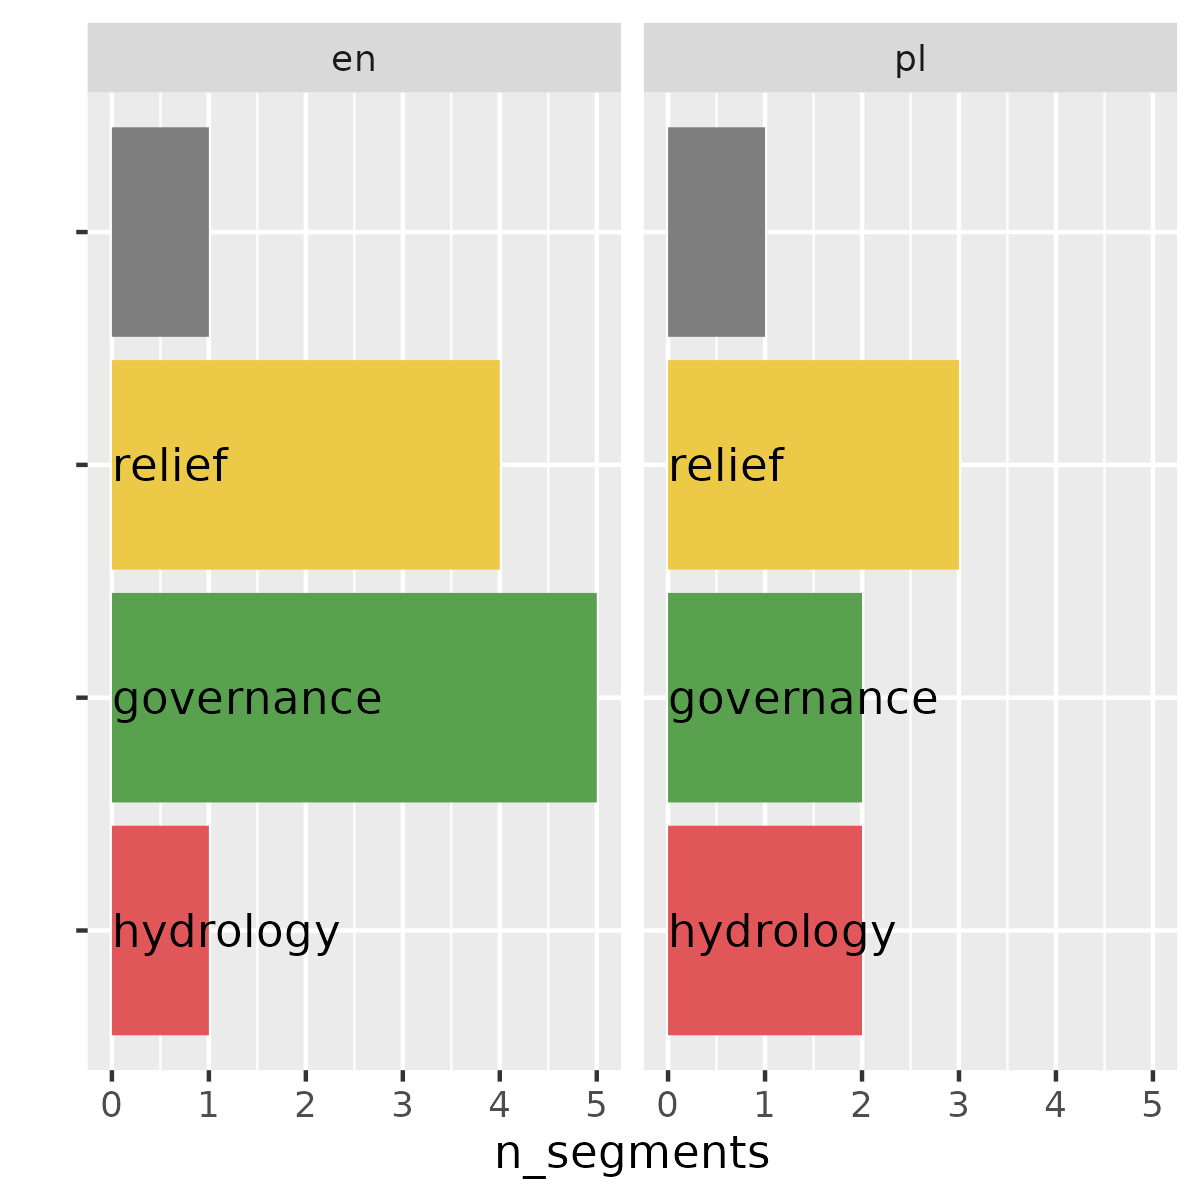 en
pl
relief
relief
governance
governance
hydrology
hydrology
0 1 2 3 4 5
0 1 2 3 4 5
n_segments